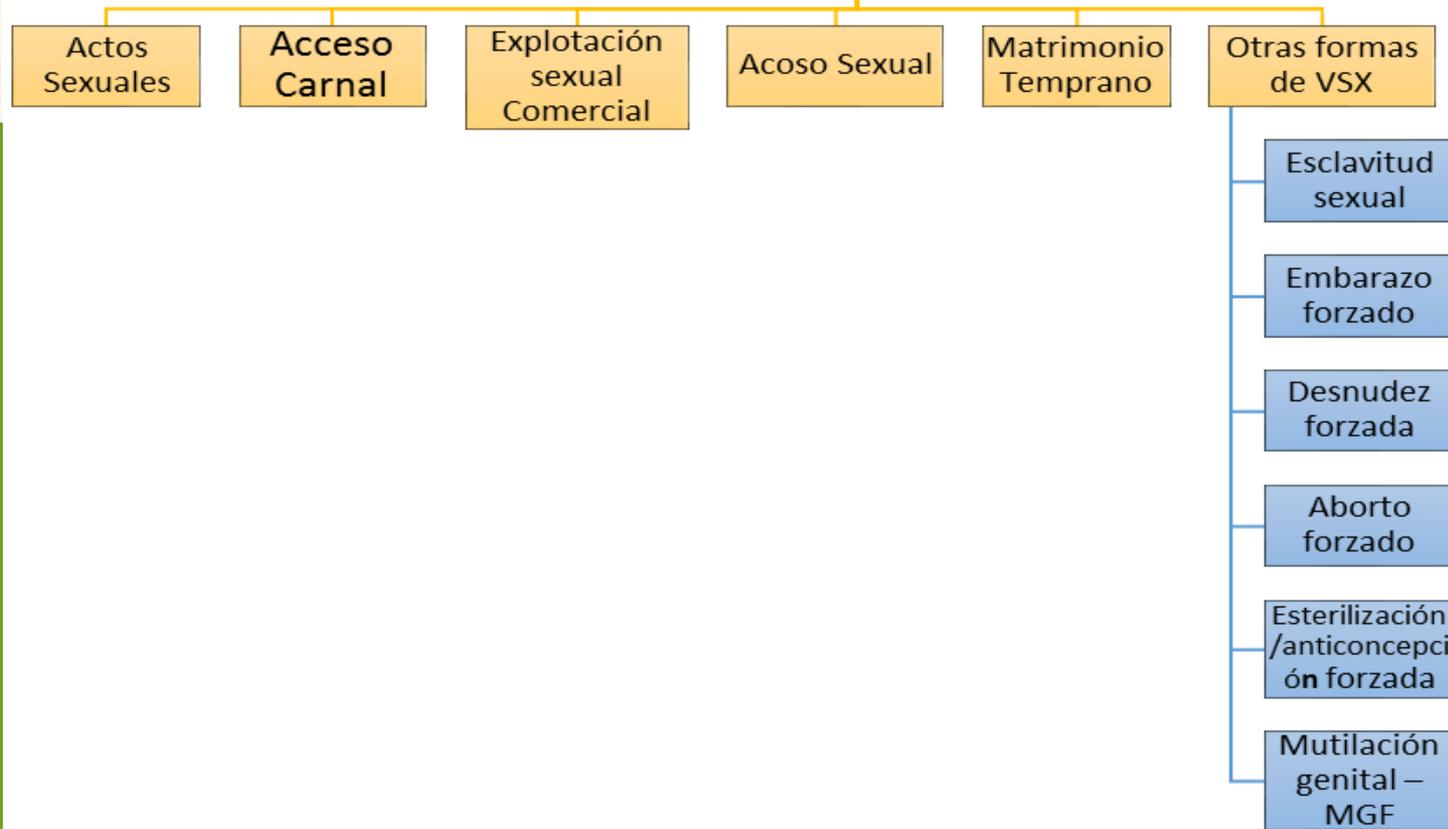 Actos
Sexuales
Acceso
Carnal
Explotación
sexual
Comercial
Acoso Sexual
Matrimonio
Temprano
Otras formas
de VSX
Esclavitud
sexual
Embarazo
forzado
Desnudez
forzada
Aborto
forzado
Esterilización
/anticoncepci
ón forzada
Mutilación
genital –
MGF